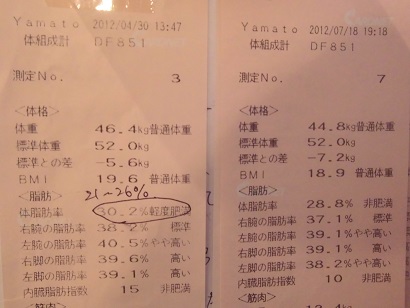 Yamato 2012/04/30 13:47
体組成計 DF851
測定No. 3
<体格>
体重 46.4kg普通体重
標準体重 52.0kg
標準との差 -5.6kg
BMI 19.6 普通体重
<脂肪> 21~26%
体脂肪率 30.2%軽度肥満
右腕の脂肪率 38.2% 標準
左腕の脂肪率 40.5%やや高い
右脚の脂肪率 39.6% 高い
左脚の脂肪率 39.1% 高い
内臓脂肪指数 15 非肥満
<筋肉>
Yamato 2012/07/18 19:18
体組成計 DF851
測定No. 7
<体格>
体重 44.8kg普通体重
標準体重 52.0kg
標準との差 -7.2kg
BMI 18.9 普通体重
<脂肪>
体脂肪率 28.8% 非肥満
右腕の脂肪率 37.1% 標準
左腕の脂肪率 39.1%やや高い
右脚の脂肪率 39.1%やや高い
左脚の脂肪率 38.2%やや高い
内臓脂肪指数 10 非肥満
<筋肉>